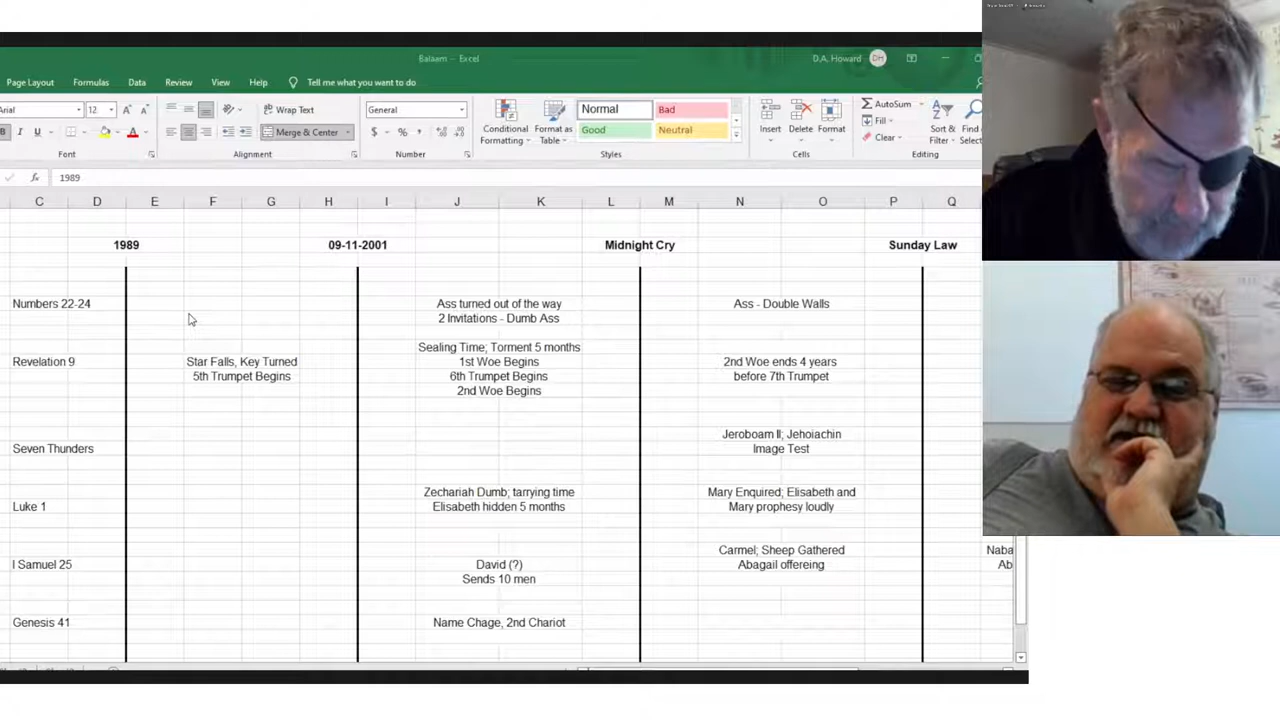 Balaam - Excel
D.A. Howard DH
Page Layout Formulas Data Review View Help Tell me what you want to do
Arial 12 Wrap Text General Normal Bad AutoSum
Merge & Center Conditional Formatting Format as Table Good Neutral Insert Delete Format Fill Clear Sort & Filter Find Selec
Font Alignment Number Styles Cells Editing
fx 1989
C D E F G H I J K L M N O P Q
1989 09-11-2001 Midnight Cry Sunday Law
Numbers 22-24 Ass turned out of the way Ass - Double Walls
2 Invitations - Dumb Ass
Sealing Time; Torment 5 months
Revelation 9 Star Falls, Key Turned 1st Woe Begins 2nd Woe ends 4 years
5th Trumpet Begins 6th Trumpet Begins before 7th Trumpet
2nd Woe Begins
Jeroboam II; Jehoiachin
Seven Thunders Image Test
Zechariah Dumb; tarrying time Mary Enquired; Elisabeth and
Luke 1 Elisabeth hidden 5 months Mary prophesy loudly
Carmel; Sheep Gathered Naba
I Samuel 25 David (?) Abagail offereing Ab
Sends 10 men
Genesis 41 Name Chage, 2nd Chariot